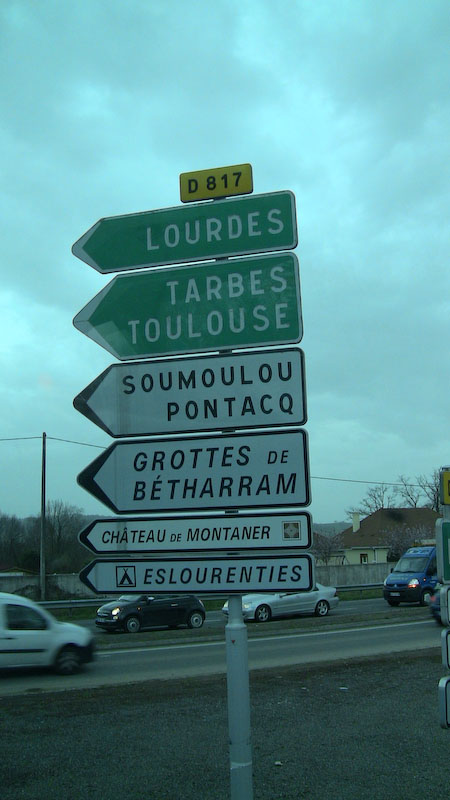 D 817
LOURDES
TARBES
TOULOUSE
SOUMOULOU
PONTACQ
GROTTES DE
BÉTHARRAM
CHÂTEAU DE MONTANER
ESLOURENTIES